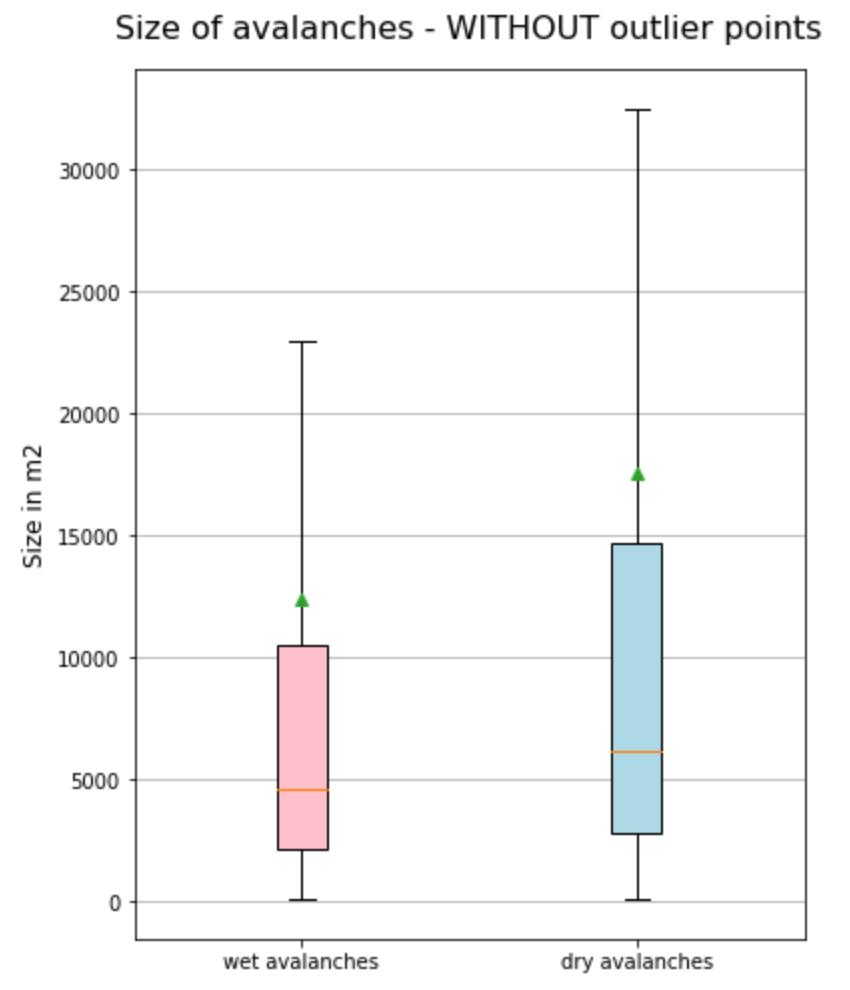 Size of avalanches - WITHOUT outlier points
30000
25000
20000
15000
10000
5000
0
Size in m2
wet avalanches
dry avalanches